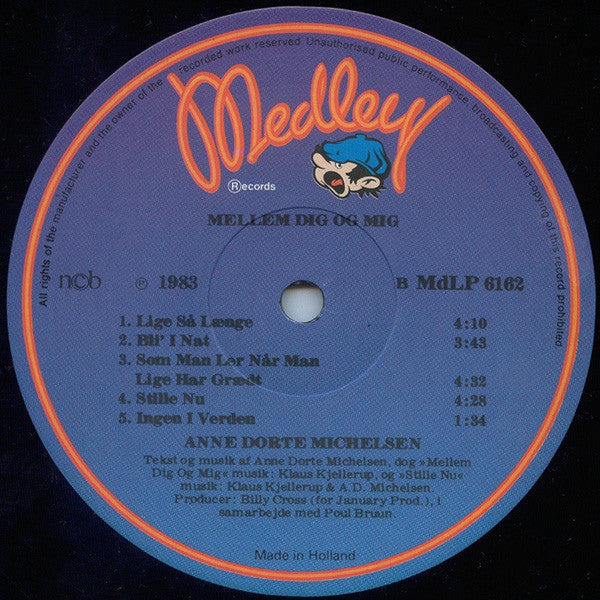 All rights of the manufacturer and the owner of the recorded work reserved. Unauthorised public performance, broadcasting and copying of this record prohibited
Medley
Ⓡecords
MELLEM DIG OG MIG
ncb ℗ 1983 B MdLP 6162
1. Lige Så Længe 4:10
2. Bli' I Nat 3:43
3. Som Man Ler Når Man
Lige Har Grædt 4:32
4. Stille Nu 4:28
5. Ingen I Verden 1:34
ANNE DORTE MICHELSEN
Tekst og musik af Anne Dorte Michelsen, dog »Mellem
Dig Og Mig« musik: Klaus Kjellerup, og »Stille Nu«
musik: Klaus Kjellerup & A.D. Michelsen.
Producer: Billy Cross (for January Prod.), i
samarbejde med Poul Bruun.
Made in Holland